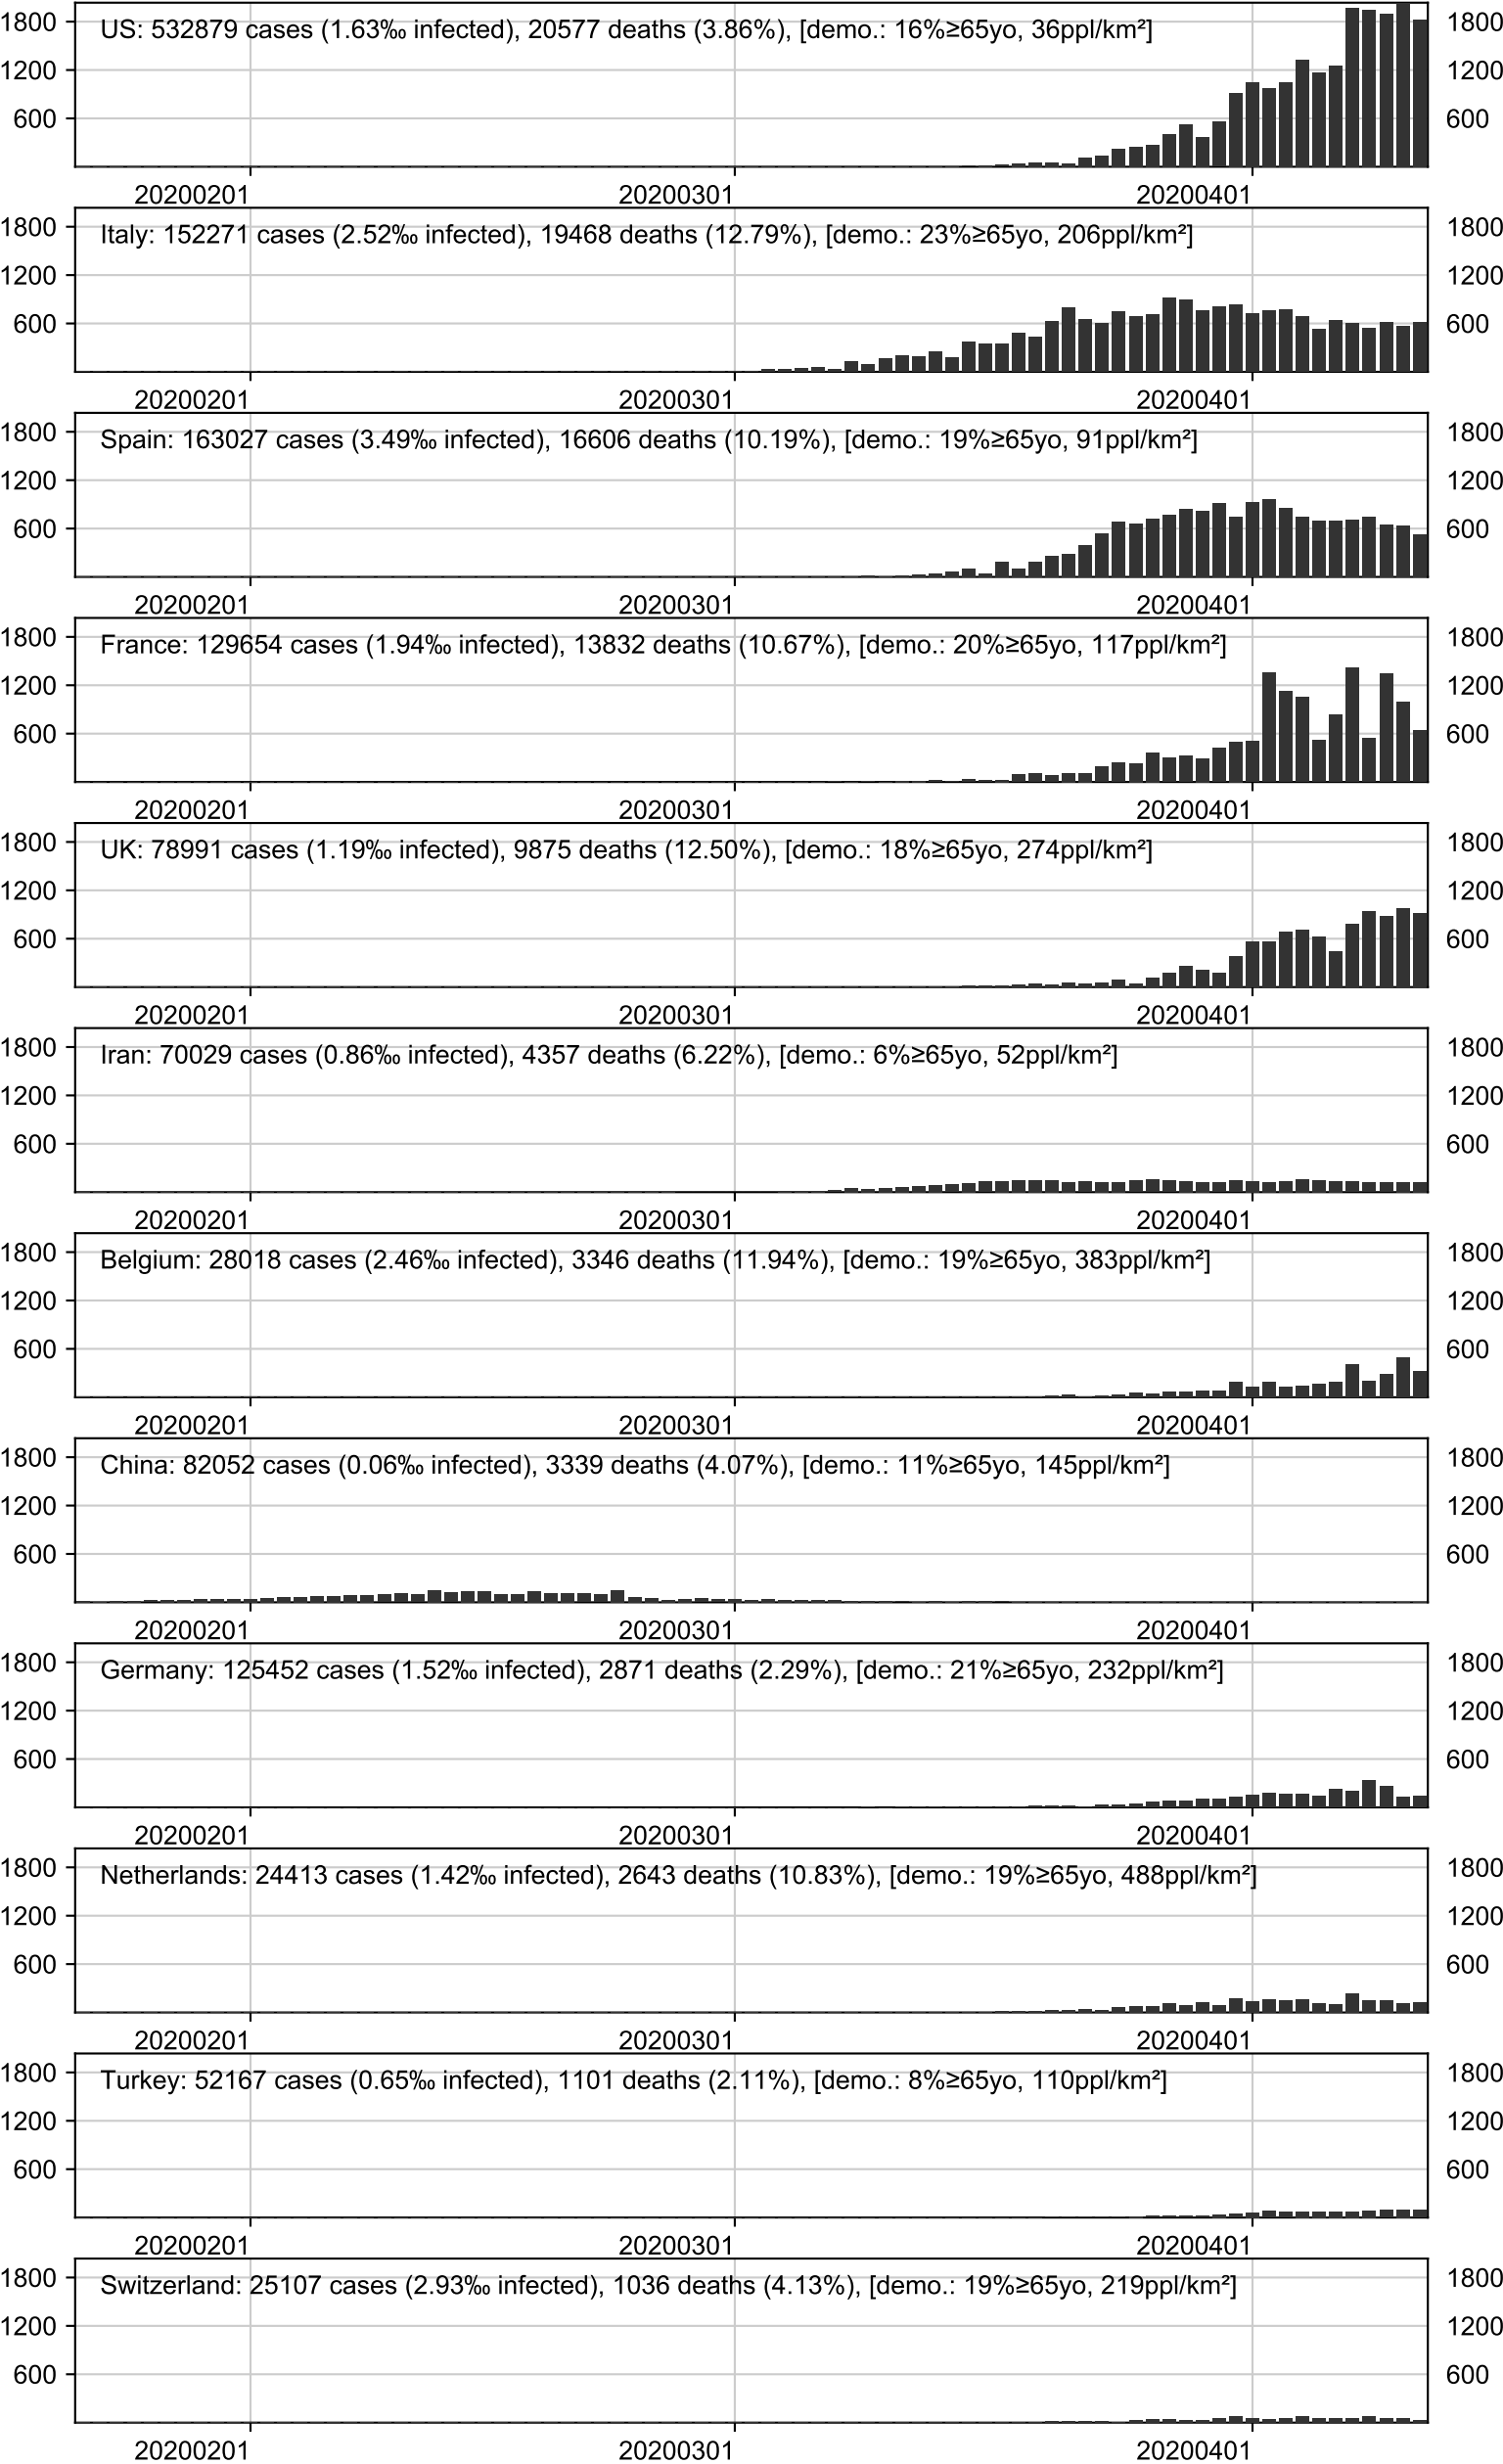 1800 US: 532879 cases (1.63‰ infected), 20577 deaths (3.86%), [demo.: 16%≥65yo, 36ppl/km²] 1800
1200 1200
600 600
20200201 20200301 20200401
1800 Italy: 152271 cases (2.52‰ infected), 19468 deaths (12.79%), [demo.: 23%≥65yo, 206ppl/km²] 1800
1200 1200
600 600
20200201 20200301 20200401
1800 Spain: 163027 cases (3.49‰ infected), 16606 deaths (10.19%), [demo.: 19%≥65yo, 91ppl/km²] 1800
1200 1200
600 600
20200201 20200301 20200401
1800 France: 129654 cases (1.94‰ infected), 13832 deaths (10.67%), [demo.: 20%≥65yo, 117ppl/km²] 1800
1200 1200
600 600
20200201 20200301 20200401
1800 UK: 78991 cases (1.19‰ infected), 9875 deaths (12.50%), [demo.: 18%≥65yo, 274ppl/km²] 1800
1200 1200
600 600
20200201 20200301 20200401
1800 Iran: 70029 cases (0.86‰ infected), 4357 deaths (6.22%), [demo.: 6%≥65yo, 52ppl/km²] 1800
1200 1200
600 600
20200201 20200301 20200401
1800 Belgium: 28018 cases (2.46‰ infected), 3346 deaths (11.94%), [demo.: 19%≥65yo, 383ppl/km²] 1800
1200 1200
600 600
20200201 20200301 20200401
1800 China: 82052 cases (0.06‰ infected), 3339 deaths (4.07%), [demo.: 11%≥65yo, 145ppl/km²] 1800
1200 1200
600 600
20200201 20200301 20200401
1800 Germany: 125452 cases (1.52‰ infected), 2871 deaths (2.29%), [demo.: 21%≥65yo, 232ppl/km²] 1800
1200 1200
600 600
20200201 20200301 20200401
1800 Netherlands: 24413 cases (1.42‰ infected), 2643 deaths (10.83%), [demo.: 19%≥65yo, 488ppl/km²] 1800
1200 1200
600 600
20200201 20200301 20200401
1800 Turkey: 52167 cases (0.65‰ infected), 1101 deaths (2.11%), [demo.: 8%≥65yo, 110ppl/km²] 1800
1200 1200
600 600
20200201 20200301 20200401
1800 Switzerland: 25107 cases (2.93‰ infected), 1036 deaths (4.13%), [demo.: 19%≥65yo, 219ppl/km²] 1800
1200 1200
600 600
20200201 20200301 20200401